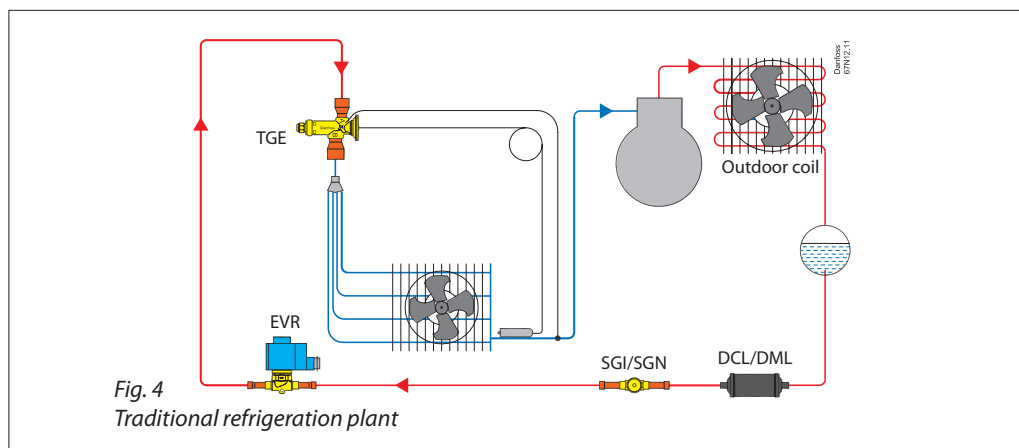 Danfoss
67N12.11
TGE
Outdoor coil
EVR
SGI/SGN
DCL/DML
Fig. 4
Traditional refrigeration plant